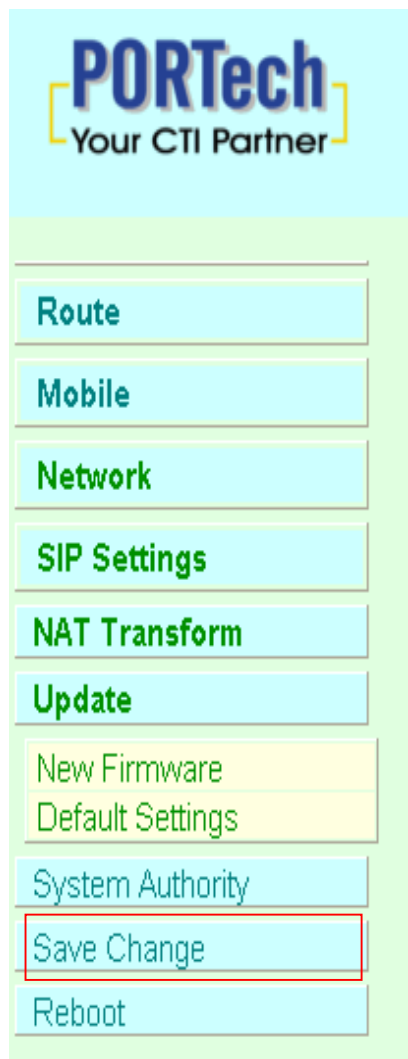 PORTech
Your CTI Partner
Route
Mobile
Network
SIP Settings
NAT Transform
Update
New Firmware
Default Settings
System Authority
Save Change
Reboot